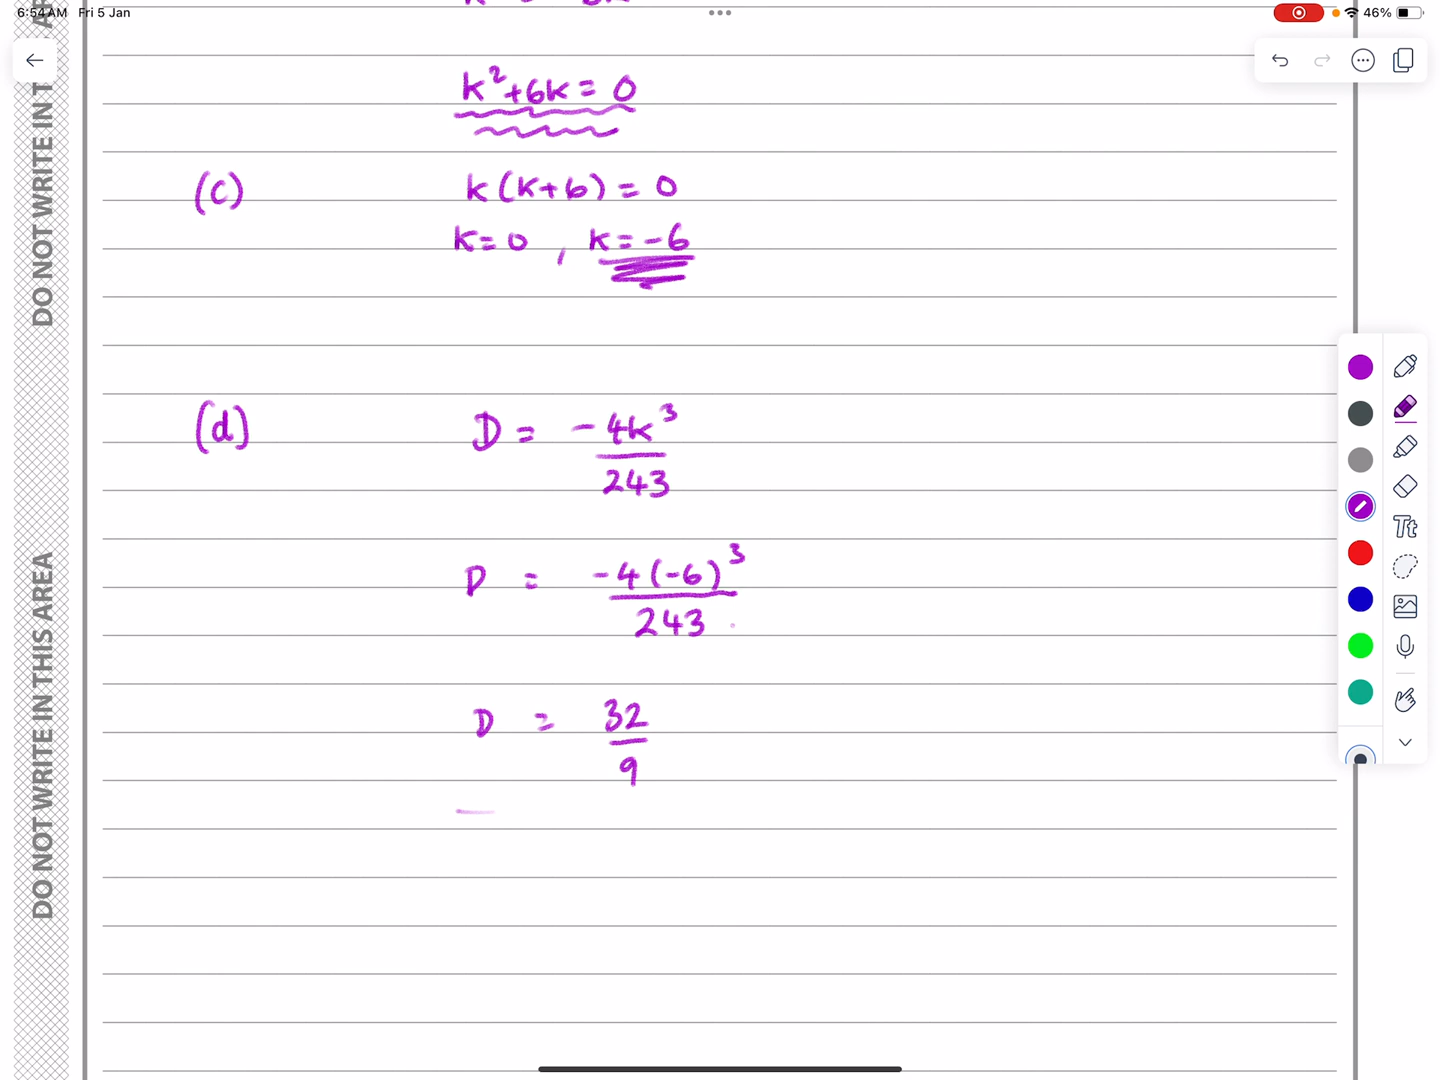 6:54 AM Fri 5 Jan
46%
k²+6k = 0
(c) k(k+6) = 0
k=0 , k=-6
(d) D = -4k³
243
D = -4(-6)³
243
D = 32
9
DO NOT WRITE IN T
DO NOT WRITE IN THIS AREA
Tt